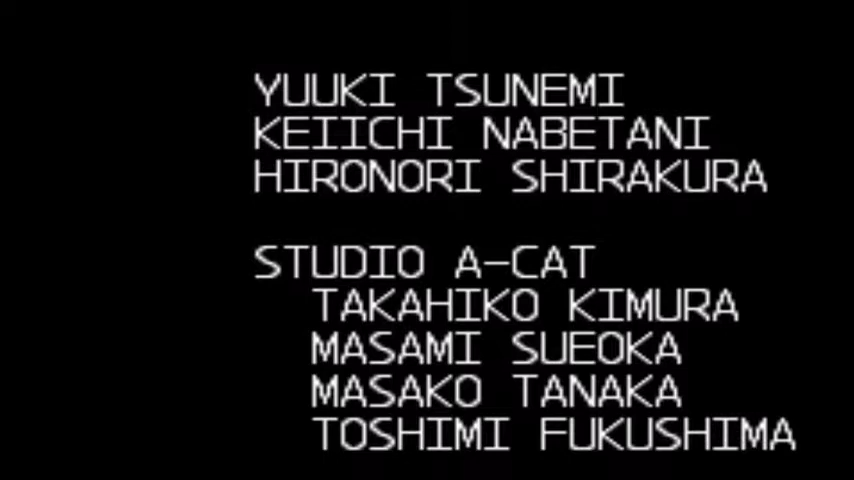 YUUKI TSUNEMI
KEIICHI NABETANI
HIRONORI SHIRAKURA
STUDIO A-CAT
TAKAHIKO KIMURA
MASAMI SUEOKA
MASAKO TANAKA
TOSHIMI FUKUSHIMA